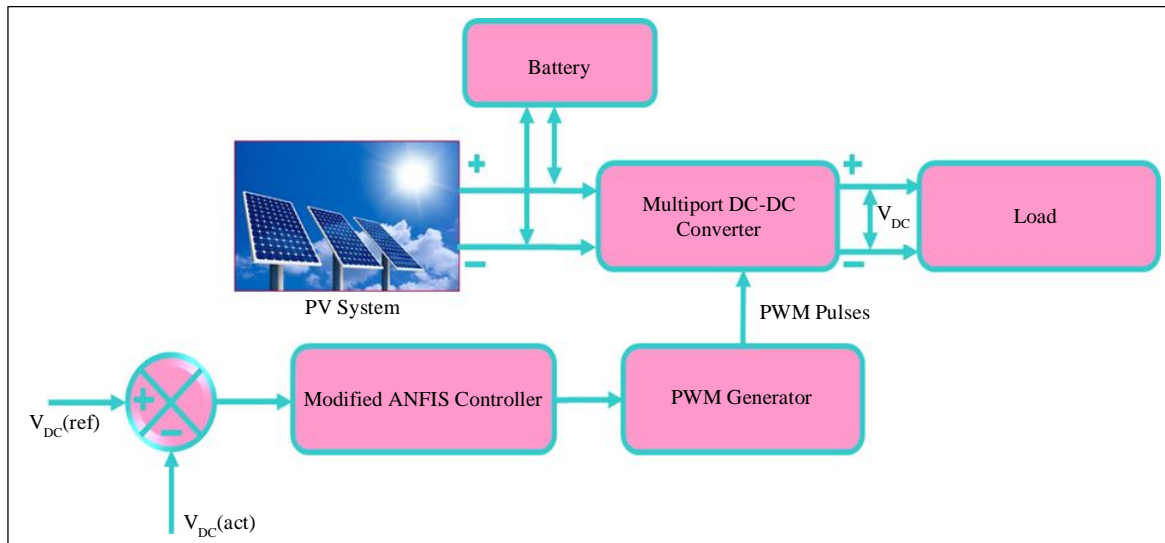 Battery
+
+
Multiport DC-DC
Converter
V_DC
Load
−
−
PV System
PWM Pulses
+
−
Modified ANFIS Controller
PWM Generator
V_DC(ref)
V_DC(act)